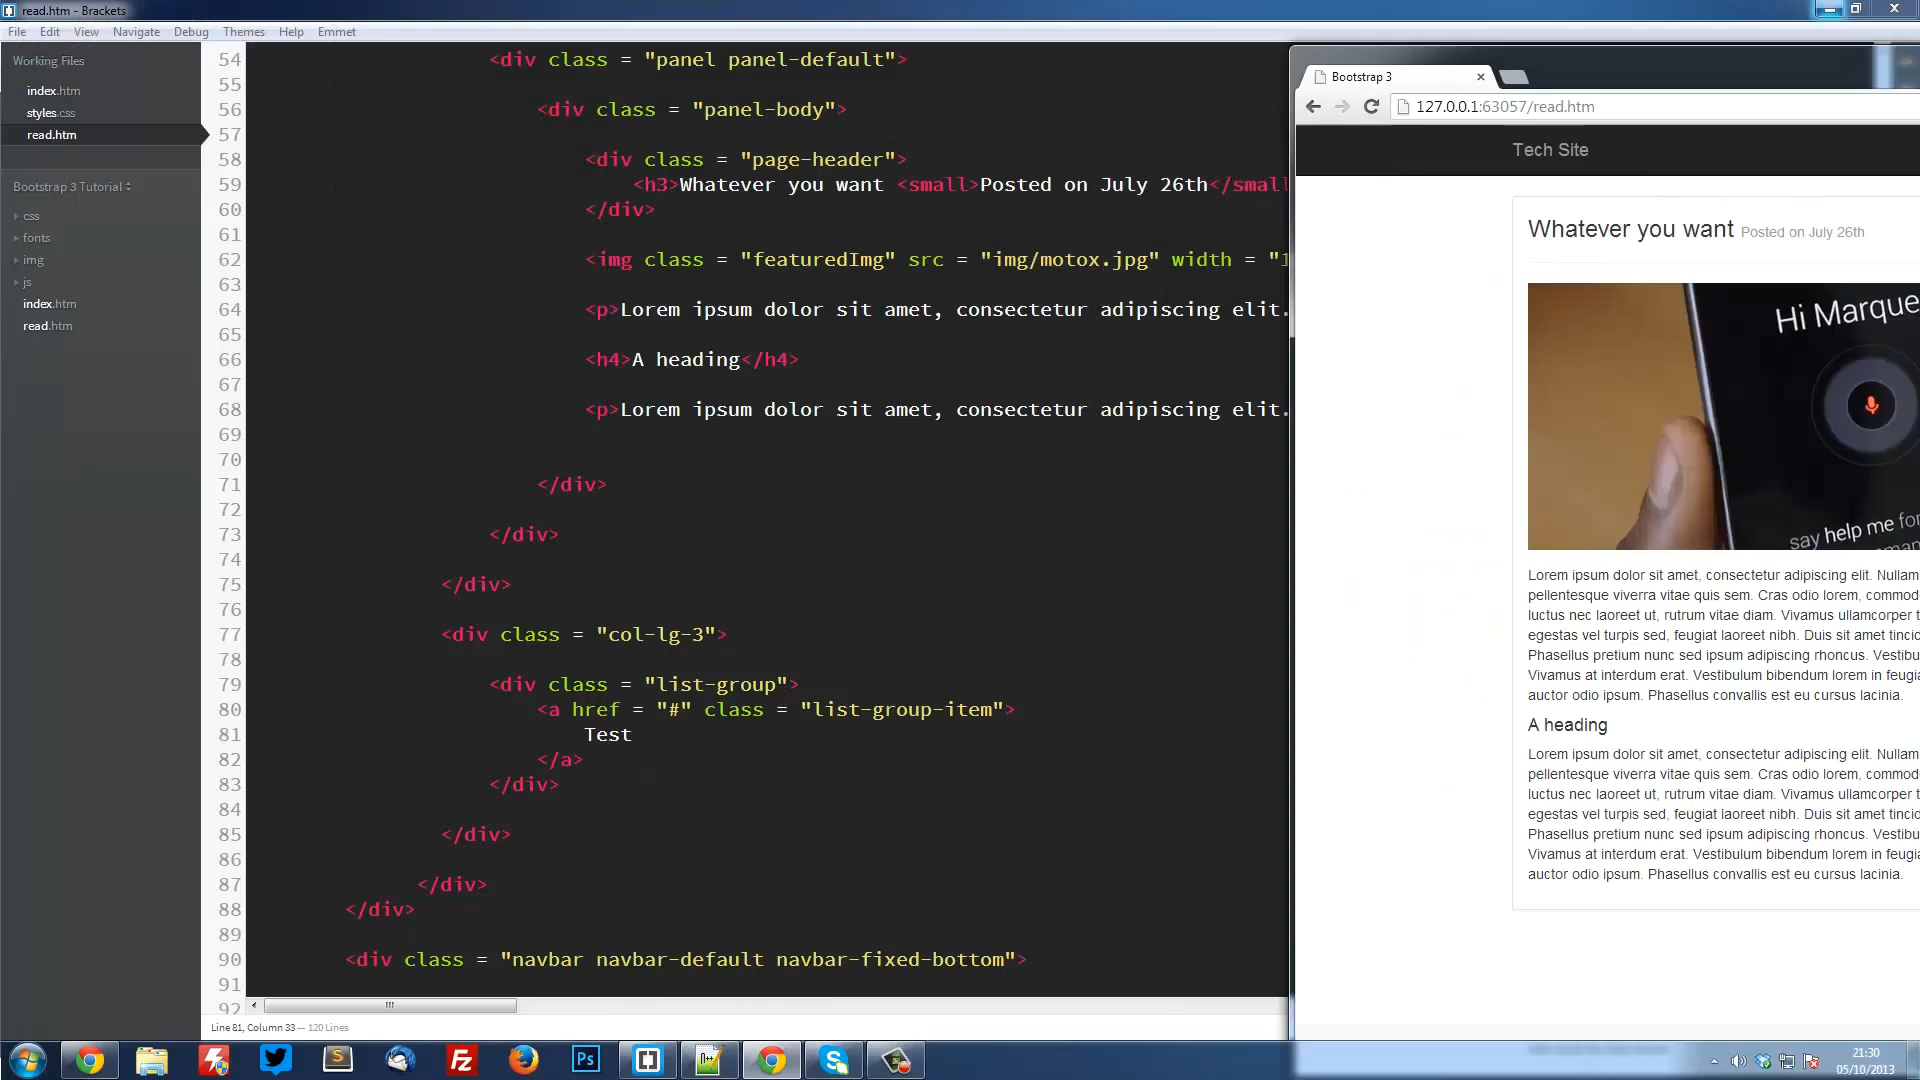 read.htm - Brackets
File Edit View Navigate Debug Themes Help Emmet
Working Files
index.htm
styles.css
read.htm
Bootstrap 3 Tutorial
css
fonts
img
js
index.htm
read.htm
54 <div class = "panel panel-default">
55
56 <div class = "panel-body">
57
58 <div class = "page-header">
59 <h3>Whatever you want <small>Posted on July 26th</small
60 </div>
61
62 <img class = "featuredImg" src = "img/motox.jpg" width = "1
63
64 <p>Lorem ipsum dolor sit amet, consectetur adipiscing elit.
65
66 <h4>A heading</h4>
67
68 <p>Lorem ipsum dolor sit amet, consectetur adipiscing elit.
69
70
71 </div>
72
73 </div>
74
75 </div>
76
77 <div class = "col-lg-3">
78
79 <div class = "list-group">
80 <a href = "#" class = "list-group-item">
81 Test
82 </a>
83 </div>
84
85 </div>
86
87 </div>
88 </div>
89
90 <div class = "navbar navbar-default navbar-fixed-bottom">
91
92
Line 81, Column 33 — 120 Lines
Bootstrap 3
127.0.0.1:63057/read.htm
Tech Site
Whatever you want Posted on July 26th
Hi Marque
say help me for
Lorem ipsum dolor sit amet, consectetur adipiscing elit. Nullam
pellentesque viverra vitae quis sem. Cras odio lorem, commod
luctus nec laoreet ut, rutrum vitae diam. Vivamus ullamcorper t
egestas vel turpis sed, feugiat laoreet nibh. Duis sit amet tincid
Phasellus pretium nunc sed ipsum adipiscing rhoncus. Vestibu
Vivamus at interdum erat. Vestibulum bibendum lorem in feugia
auctor odio ipsum. Phasellus convallis est eu cursus lacinia.
A heading
Lorem ipsum dolor sit amet, consectetur adipiscing elit. Nullam
pellentesque viverra vitae quis sem. Cras odio lorem, commod
luctus nec laoreet ut, rutrum vitae diam. Vivamus ullamcorper t
egestas vel turpis sed, feugiat laoreet nibh. Duis sit amet tincid
Phasellus pretium nunc sed ipsum adipiscing rhoncus. Vestibu
Vivamus at interdum erat. Vestibulum bibendum lorem in feugia
auctor odio ipsum. Phasellus convallis est eu cursus lacinia.
S
Fz
Ps
21:30
05/10/2013